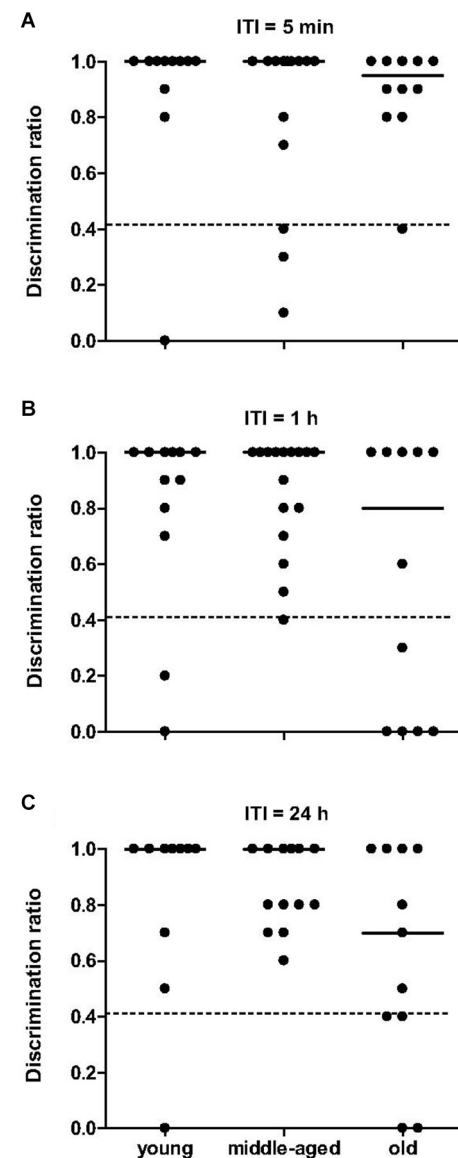 A
ITI = 5 min
Discrimination ratio
1.0
0.8
0.6
0.4
0.2
0.0
B
ITI = 1 h
Discrimination ratio
1.0
0.8
0.6
0.4
0.2
0.0
C
ITI = 24 h
Discrimination ratio
1.0
0.8
0.6
0.4
0.2
0.0
young middle-aged old